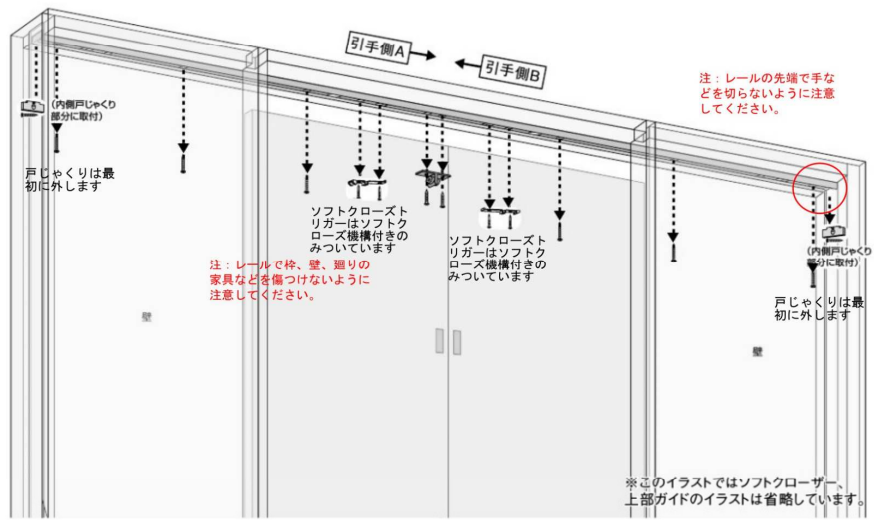 引手側A
引手側B
注：レールの先端で手な
どを切らないように注意
してください。
(内側戸じゃくり
部分に取付)
戸じゃくりは最
初に外します
ソフトクローズト
リガーはソフトク
ローズ機構付きの
みついています
ソフトクローズト
リガーはソフトク
ローズ機構付きの
みついています
注：レールで枠、壁、廻りの
家具などを傷つけないように
注意してください。
(内側戸じゃくり
部分に取付)
戸じゃくりは最
初に外します
壁
壁
※このイラストではソフトクローザー、
上部ガイドのイラストは省略しています。